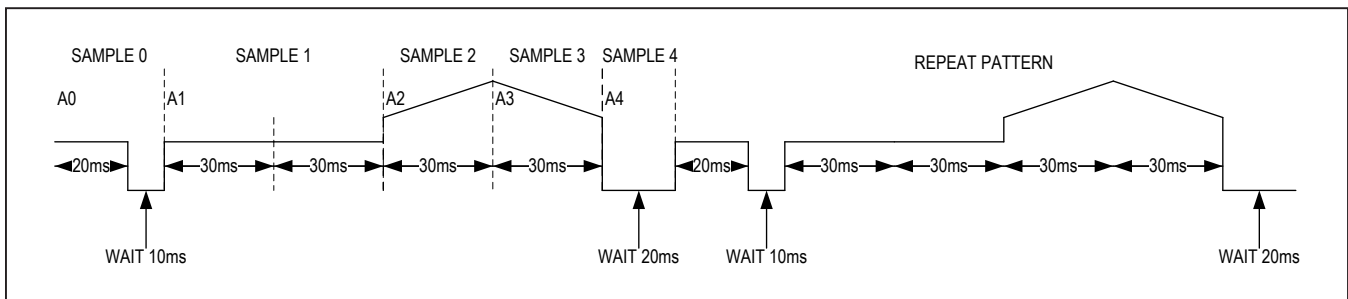 SAMPLE 0 SAMPLE 1 SAMPLE 2 SAMPLE 3 SAMPLE 4 REPEAT PATTERN
A0 A1 A2 A3 A4
20ms 30ms 30ms 30ms 30ms 20ms 30ms 30ms 30ms 30ms
WAIT 10ms WAIT 20ms WAIT 10ms WAIT 20ms